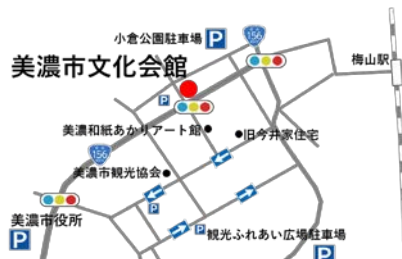 小倉公園駐車場
P
156
梅山駅
美濃市文化会館
P
美濃和紙あかりアート館
旧今井家住宅
156
美濃市観光協会
美濃市役所
P
P
P
観光ふれあい広場駐車場
P